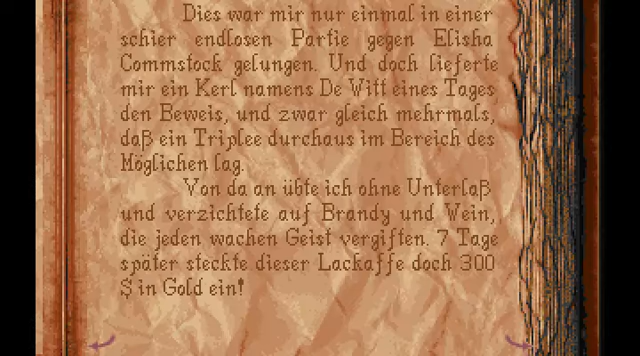 Dies war mir nur einmal in einer
schier endlosen Partie gegen Elisha
Commstock gelungen. Und doch lieferte
mir ein Kerl namens De Witt eines Tages
den Beweis, und zwar gleich mehrmals,
daß ein Triplee durchaus im Bereich des
Möglichen lag.
Von da an übte ich ohne Unterlaß
und verzichtete auf Brandy und Wein,
die jeden wachen Geist vergiften. 7 Tage
später steckte dieser Lackaffe doch 300
$ in Gold ein!